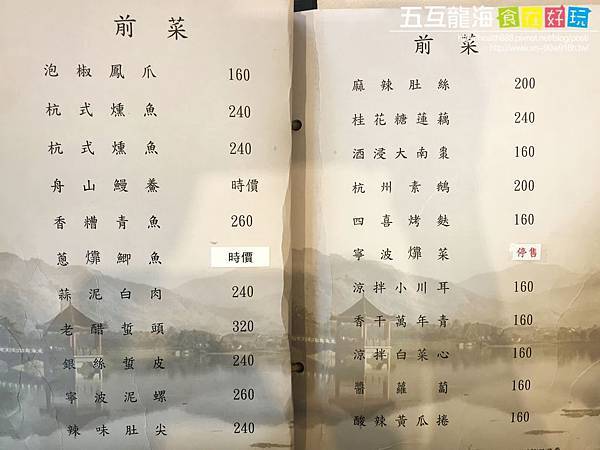 前菜
泡椒鳳爪 160
杭式燻魚 240
杭式燻魚 240
舟山鰻鯗 時價
香糟青魚 260
蔥㸆鯽魚 時價
蒜泥白肉 240
老醋蜇頭 320
銀絲蜇皮 240
寧波泥螺 260
辣味肚尖 240
五互龍海食在好玩
前菜
麻辣肚絲 200
桂花糖蓮藕 240
酒浸大南棗 160
杭州素鵝 200
四喜烤麩 160
寧波㸆菜 停售
涼拌小川耳 160
香干萬年青 160
涼拌白菜心 160
醬蘿蔔 160
酸辣黃瓜捲 160